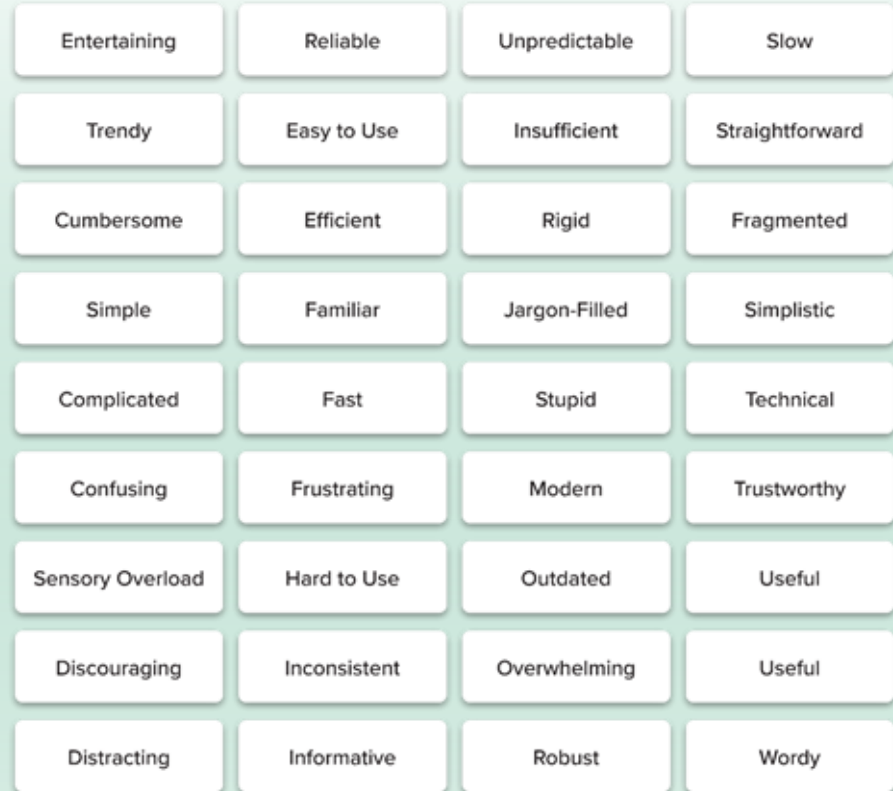 Entertaining
Reliable
Unpredictable
Slow
Trendy
Easy to Use
Insufficient
Straightforward
Cumbersome
Efficient
Rigid
Fragmented
Simple
Familiar
Jargon-Filled
Simplistic
Complicated
Fast
Stupid
Technical
Confusing
Frustrating
Modern
Trustworthy
Sensory Overload
Hard to Use
Outdated
Useful
Discouraging
Inconsistent
Overwhelming
Useful
Distracting
Informative
Robust
Wordy